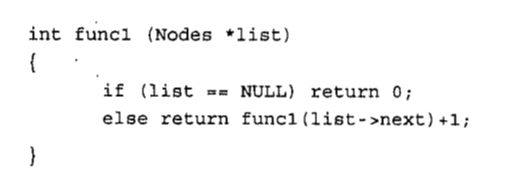 int func1 (Nodes *list)
{
if (list == NULL) return 0;
else return func1(list->next)+1;
}